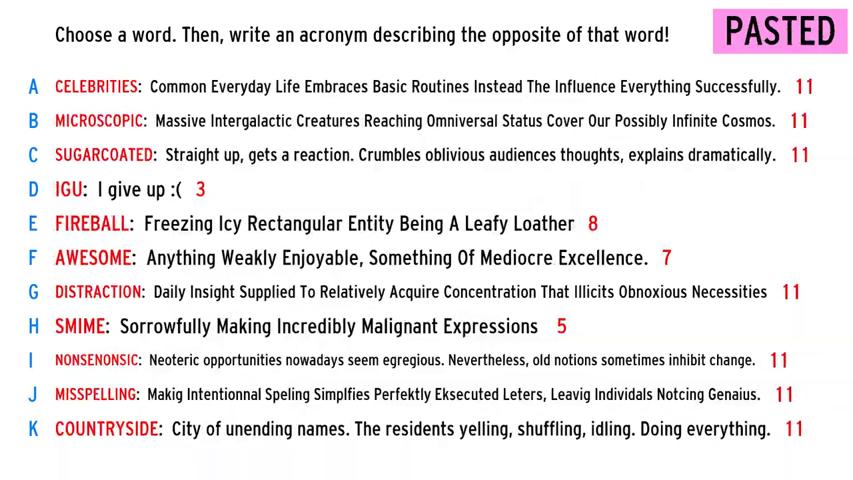 Choose a word. Then, write an acronym describing the opposite of that word! PASTED
A CELEBRITIES: Common Everyday Life Embraces Basic Routines Instead The Influence Everything Successfully. 11
B MICROSCOPIC: Massive Intergalactic Creatures Reaching Omniversal Status Cover Our Possibly Infinite Cosmos. 11
C SUGARCOATED: Straight up, gets a reaction. Crumbles oblivious audiences thoughts, explains dramatically. 11
D IGU: I give up :( 3
E FIREBALL: Freezing Icy Rectangular Entity Being A Leafy Loather 8
F AWESOME: Anything Weakly Enjoyable, Something Of Mediocre Excellence. 7
G DISTRACTION: Daily Insight Supplied To Relatively Acquire Concentration That Illicits Obnoxious Necessities 11
H SMIME: Sorrowfully Making Incredibly Malignant Expressions 5
I NONSENONSIC: Neoteric opportunities nowadays seem egregious. Nevertheless, old notions sometimes inhibit change. 11
J MISSPELLING: Makig Intentionnal Speling Simplfies Perfektly Eksecuted Leters, Leavig Individals Notcing Genaius. 11
K COUNTRYSIDE: City of unending names. The residents yelling, shuffling, idling. Doing everything. 11